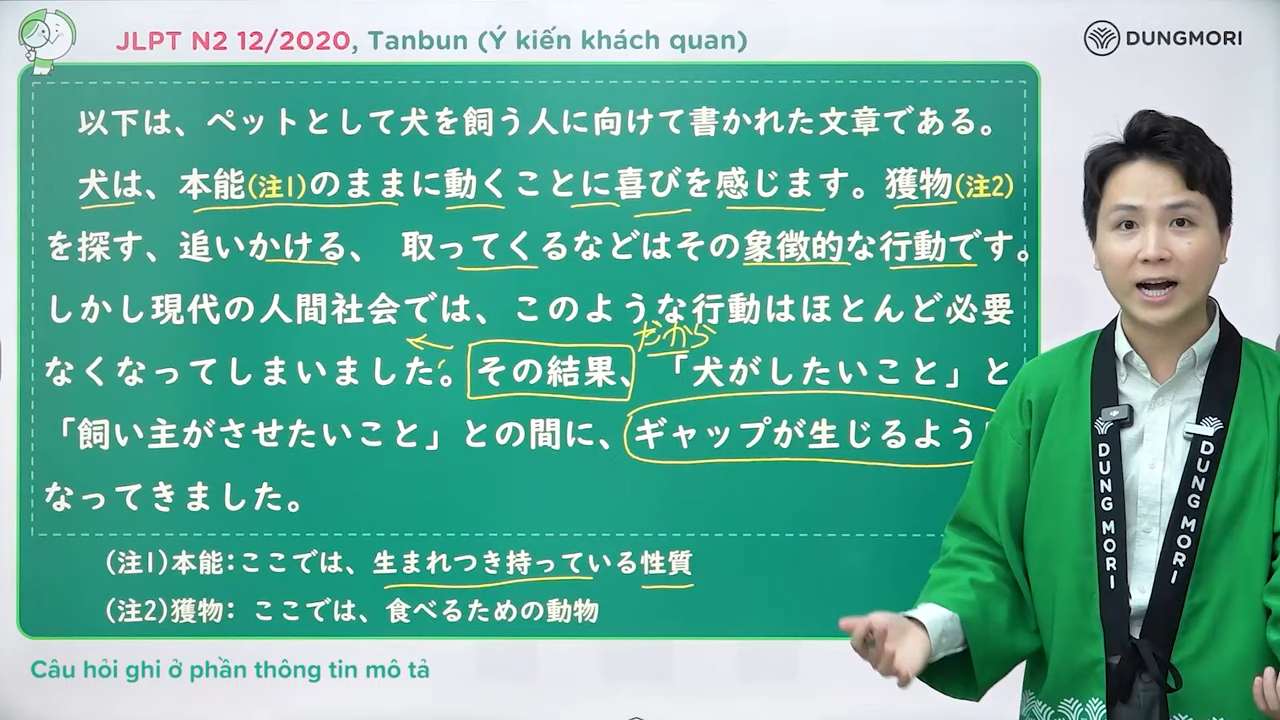 JLPT N2 12/2020, Tanbun (Ý kiến khách quan)
DUNGMORI
以下は、ペットとして犬を飼う人に向けて書かれた文章である。
犬は、本能(注1)のままに動くことに喜びを感じます。獲物(注2)
を探す、追いかける、 取ってくるなどはその象徴的な行動です。
しかし現代の人間社会では、このような行動はほとんど必要
だから
なくなってしまいました。その結果、「犬がしたいこと」と
「飼い主がさせたいこと」との間に、ギャップが生じるよう
なってきました。
(注1)本能:ここでは、生まれつき持っている性質
(注2)獲物: ここでは、食べるための動物
Câu hỏi ghi ở phần thông tin mô tả
DUNG MORI
DUNG MORI